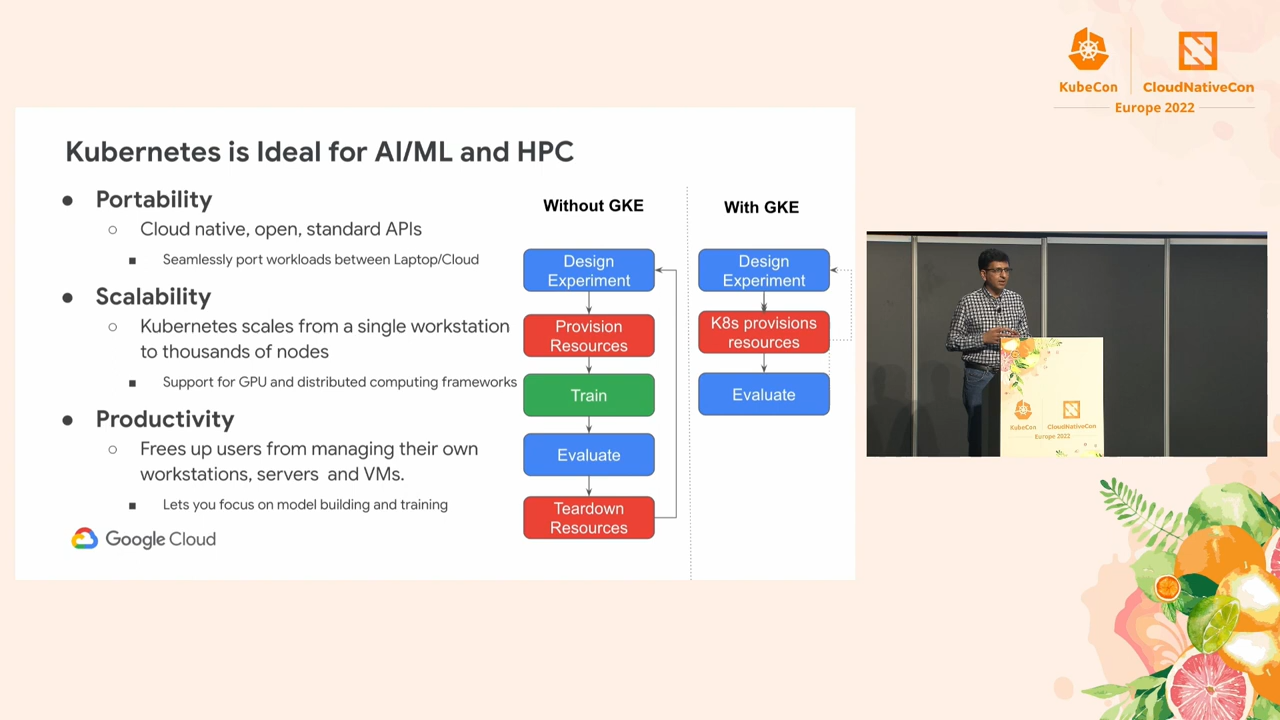 KubeCon
CloudNativeCon
Europe 2022
Kubernetes is Ideal for AI/ML and HPC
● Portability
○ Cloud native, open, standard APIs
■ Seamlessly port workloads between Laptop/Cloud
● Scalability
○ Kubernetes scales from a single workstation
to thousands of nodes
■ Support for GPU and distributed computing frameworks
● Productivity
○ Frees up users from managing their own
workstations, servers and VMs.
■ Lets you focus on model building and training
Google Cloud
Without GKE
Design
Experiment
Provision
Resources
Train
Evaluate
Teardown
Resources
With GKE
Design
Experiment
K8s provisions
resources
Evaluate
KubeCon
CloudNativeCon
Europe 2022